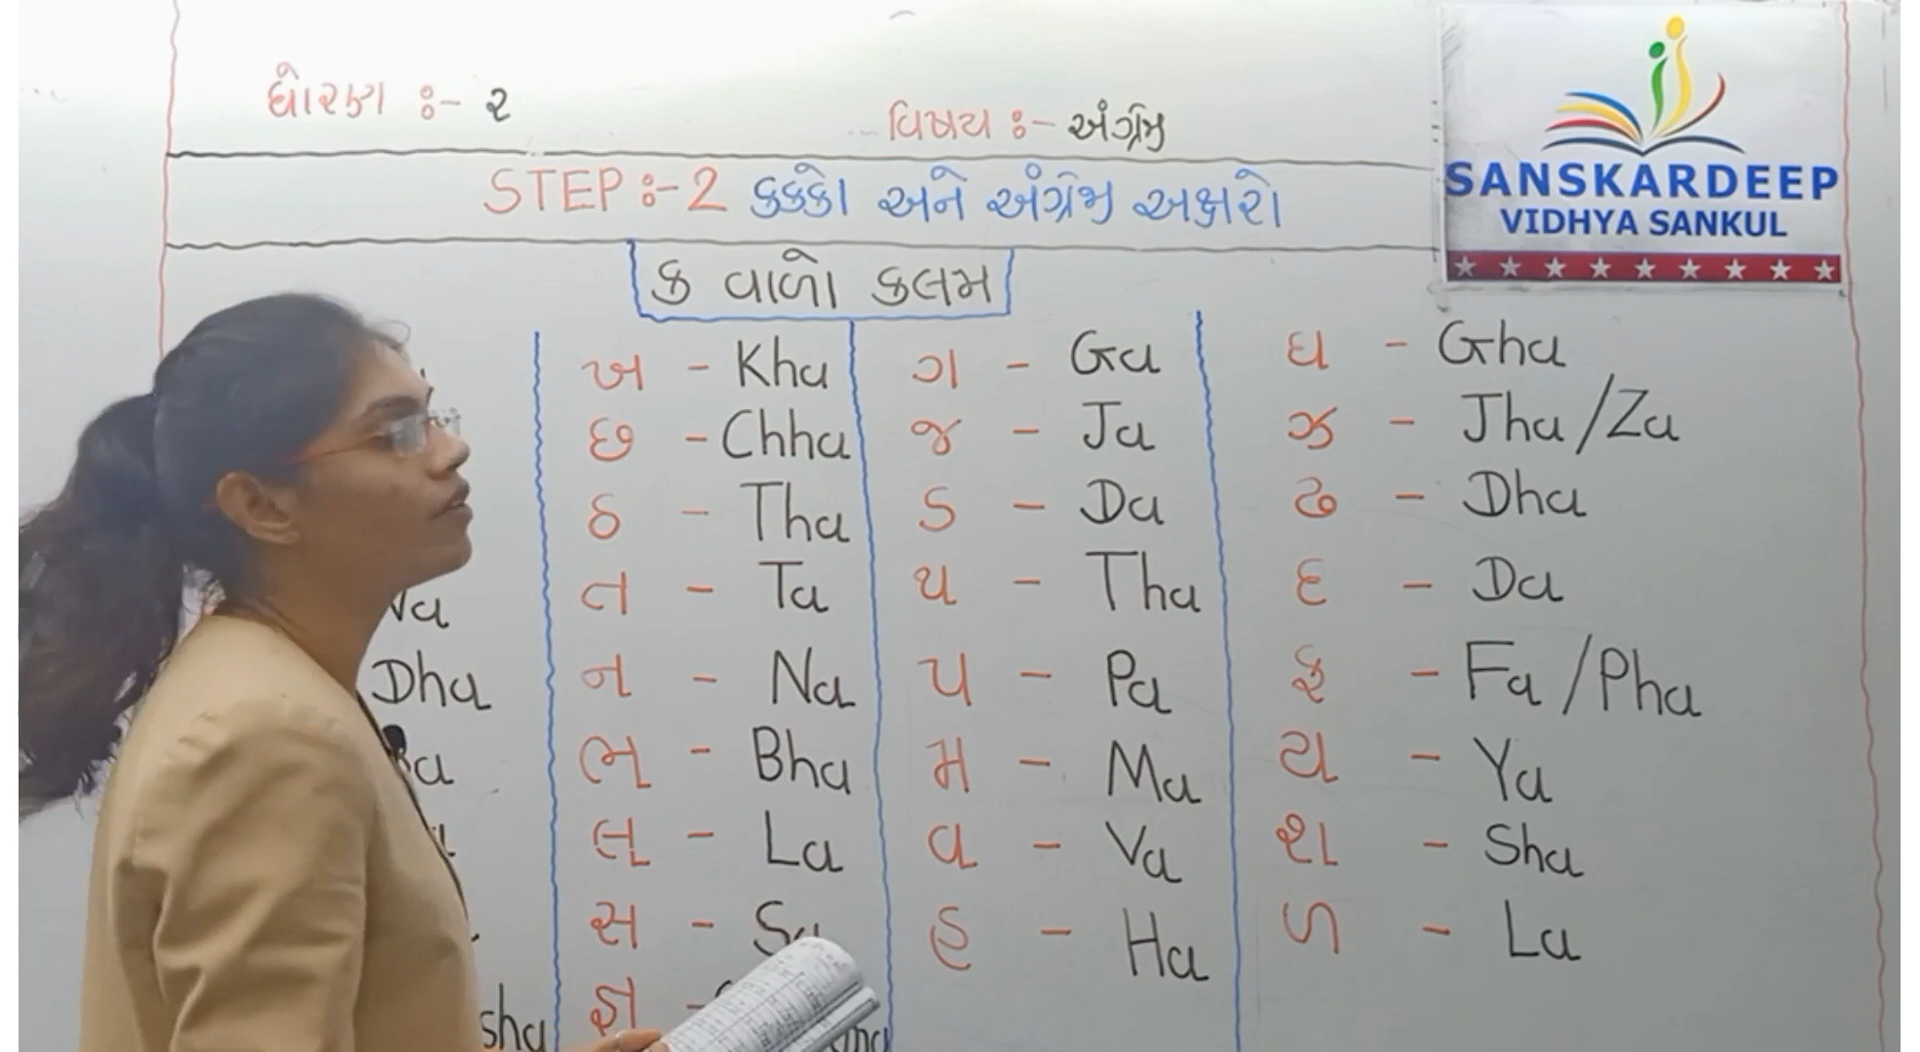 ધોરણ :- ૨
વિષય :- અંગ્રેજી
SANSKARDEEP
VIDHYA SANKUL
STEP :- 2 કક્કો અને અંગ્રેજી અક્ષરો
ક વાળો કલમ
ખ - Kha ગ - Ga ઘ - Gha
છ - Chha જ - Ja ઝ - Jha/Za
ઠ - Tha ડ - Da ઢ - Dha
ત - Ta થ - Tha દ - Da
Dha ન - Na પ - Pa ફ - Fa/Pha
ભ - Bha મ - Ma ય - Ya
લ - La વ - Va શ - Sha
સ - Sa હ - Ha ળ - La
sha જ્ઞ -